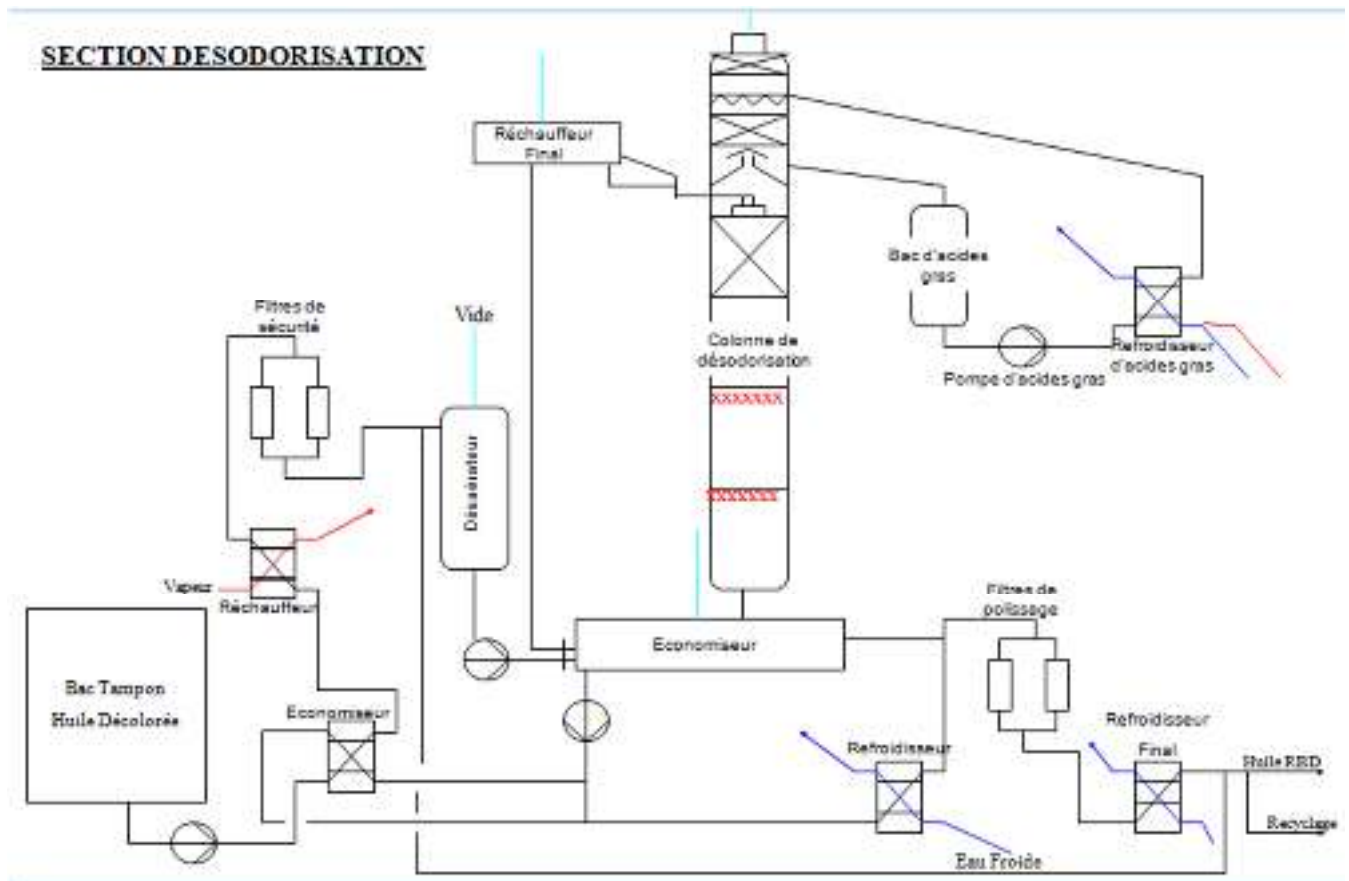 SECTION DESODORISATION
Réchauffeur
Final
Bac d'acides
gras
Filtres de
sécurité
Vide
Colonne de
désodorisation
Pompe d'acides gras
Refroidisseur
d'acides gras
Désaérateur
Vapeur
Réchauffeur
XXXXXXX
XXXXXXX
Filtres de
polissage
Economiseur
Bac Tampon
Huile Décolorée
Economiseur
Refroidisseur
Refroidisseur
Final
Huile RBD
Recyclage
Eau Froide